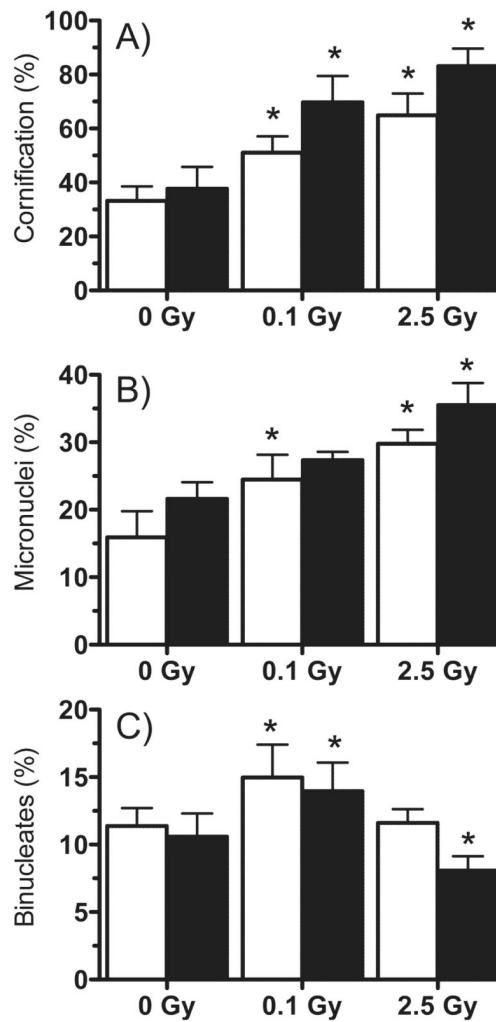 A)
Cornification (%)
100
80
60
40
20
0
* * * *
0 Gy 0.1 Gy 2.5 Gy
B)
Micronuclei (%)
40
30
20
10
0
* * *
0 Gy 0.1 Gy 2.5 Gy
C)
Binucleates (%)
20
15
10
5
0
* * *
0 Gy 0.1 Gy 2.5 Gy